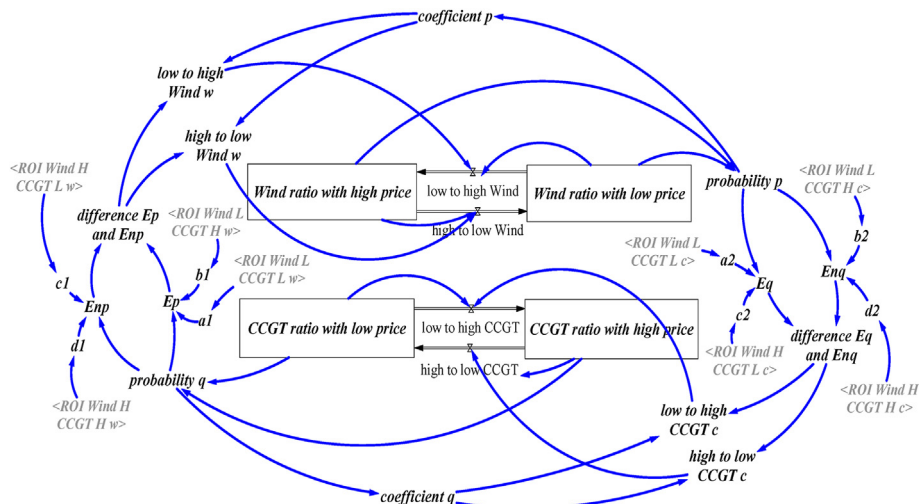 coefficient p
low to high
Wind w
high to low
Wind w
<ROI Wind H
CCGT L w>
Wind ratio with high price
low to high Wind
high to low Wind
Wind ratio with low price
probability p
<ROI Wind L
CCGT H c>
difference Ep
and Enp
<ROI Wind L
CCGT H w>
b1
<ROI Wind L
CCGT L w>
c1
Enp
Ep
a1
d1
<ROI Wind L
CCGT L c>
a2
b2
Eq
Enq
c2
d2
CCGT ratio with low price
low to high CCGT
high to low CCGT
CCGT ratio with high price
difference Eq
and Enq
<ROI Wind H
CCGT L c>
probability q
<ROI Wind H
CCGT H w>
<ROI Wind H
CCGT H c>
low to high
CCGT c
high to low
CCGT c
coefficient q